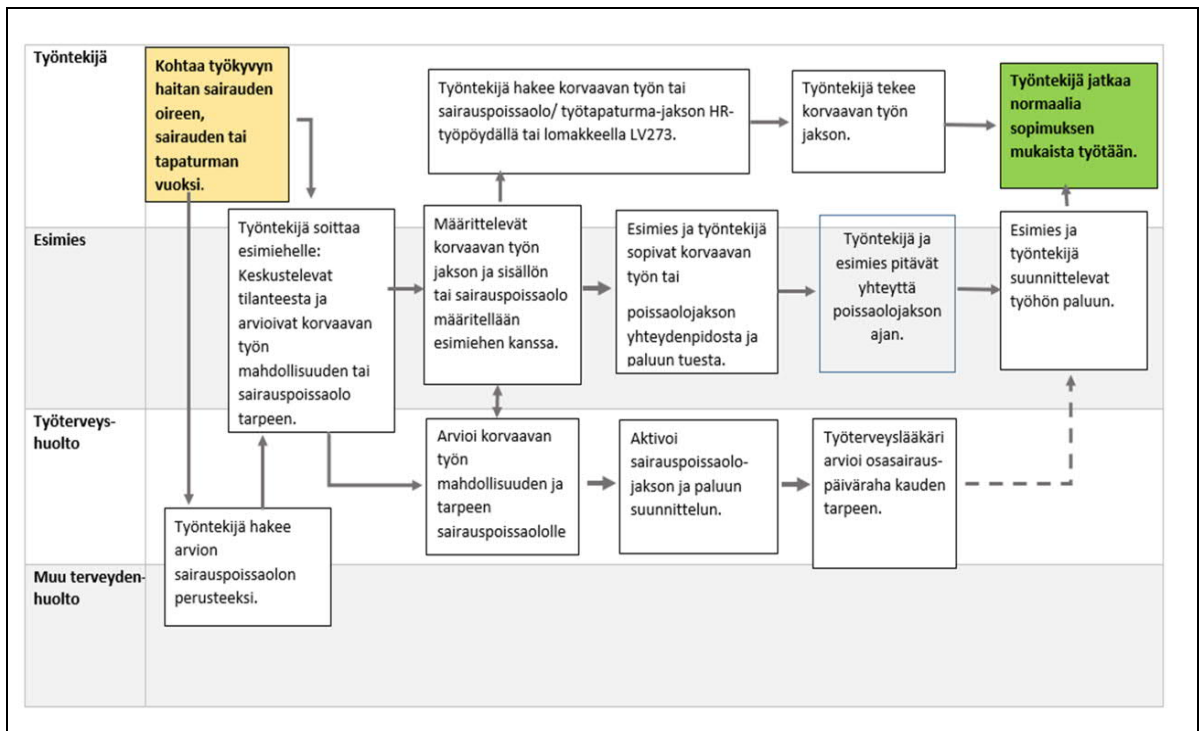 Työntekijä
Kohtaa työkyvyn
haitan sairauden
oireen,
sairauden tai
tapaturman
vuoksi.
Työntekijä hakee korvaavan työn tai
sairauspoissaolo/ työtapaturma-jakson HR-
työpöydällä tai lomakkeella LV273.
Työntekijä tekee
korvaavan työn
jakson.
Työntekijä jatkaa
normaalia
sopimuksen
mukaista työtään.
Esimies
Työntekijä soittaa
esimiehelle:
Keskustelevat
tilanteesta ja
arvioivat korvaavan
työn
mahdollisuuden tai
sairauspoissaolo
tarpeen.
Määrittelevät
korvaavan työn
jakson ja sisällön
tai sairauspoissaolo
määritellään
esimiehen kanssa.
Esimies ja työntekijä
sopivat korvaavan
työn tai
poissaolojakson
yhteydenpidosta ja
paluun tuesta.
Työntekijä ja
esimies pitävät
yhteyttä
poissaolojakson
ajan.
Esimies ja
työntekijä
suunnittelevat
työhön paluun.
Työterveys-
huolto
Arvioi korvaavan
työn
mahdollisuuden ja
tarpeen
sairauspoissaololle
Aktivoi
sairauspoissaolo-
jakson ja paluun
suunnittelun.
Työterveyslääkäri
arvioi osasairaus-
päiväraha kauden
tarpeen.
Työntekijä hakee
arvion
sairauspoissaolon
perusteeksi.
Muu terveyden-
huolto